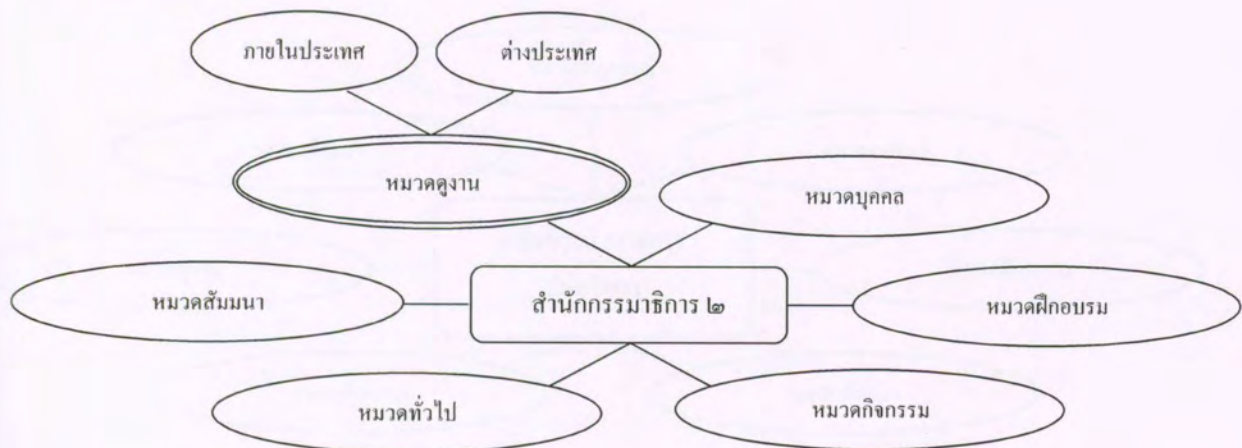 ภายในประเทศ
ต่างประเทศ
หมวดดูงาน
หมวดบุคคล
หมวดสัมมนา
สำนักกรรมาธิการ ๒
หมวดฝึกอบรม
หมวดทั่วไป
หมวดกิจกรรม